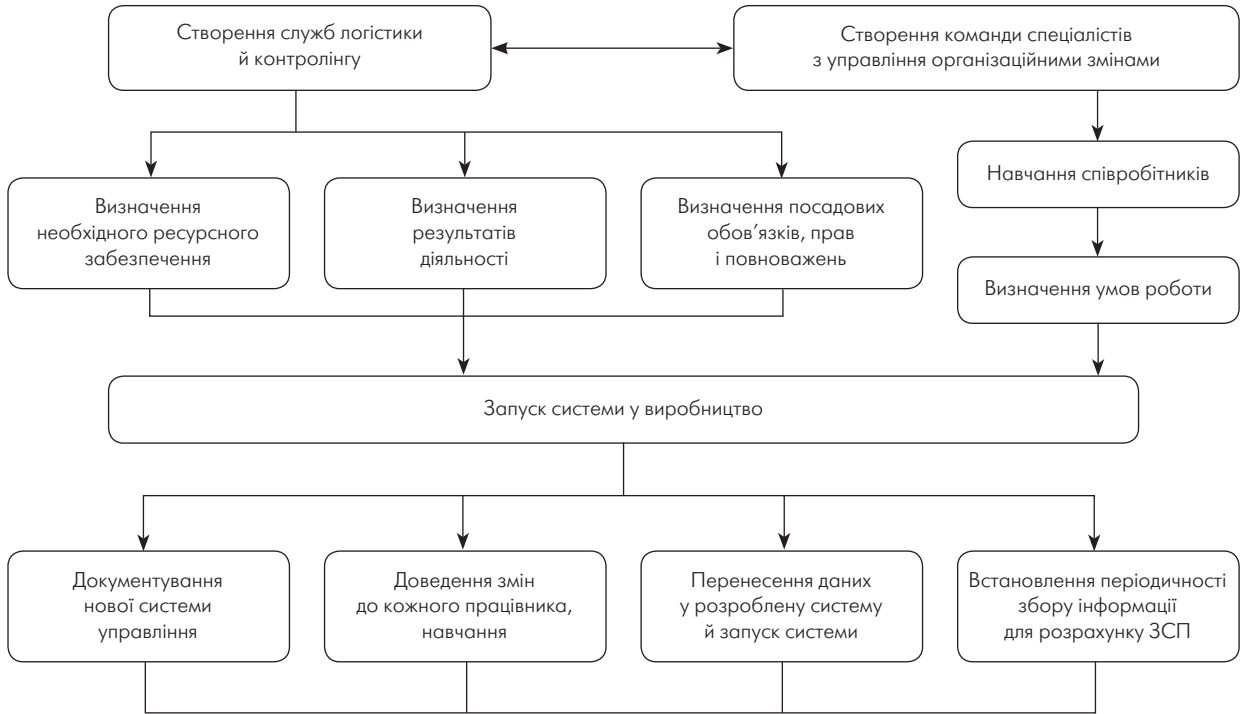 Створення служб логістики
й контролінгу
Створення команди спеціалістів
з управління організаційними змінами
Навчання співробітників
Визначення
необхідного ресурсного
забезпечення
Визначення
результатів
діяльності
Визначення посадових
обов’язків, прав
і повноважень
Визначення умов роботи
Запуск системи у виробництво
Документування
нової системи
управління
Доведення змін
до кожного працівника,
навчання
Перенесення даних
у розроблену систему
й запуск системи
Встановлення періодичності
збору інформації
для розрахунку ЗСП